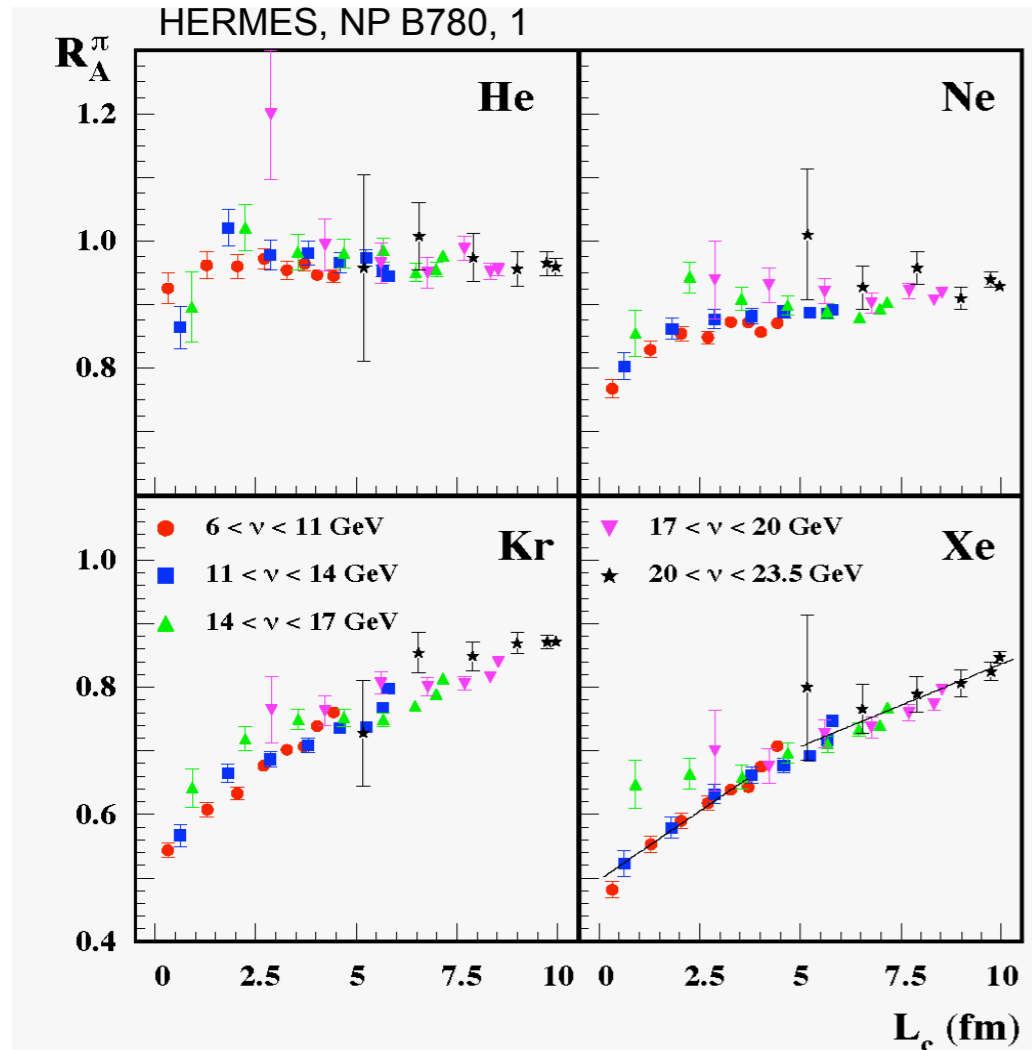 HERMES, NP B780, 1
R_A^π
He
Ne
1.2
1.0
0.8
Kr
Xe
6 < ν < 11 GeV
11 < ν < 14 GeV
14 < ν < 17 GeV
17 < ν < 20 GeV
20 < ν < 23.5 GeV
1.0
0.8
0.6
0.4
0 2.5 5 7.5 10
0 2.5 5 7.5 10
L_c (fm)